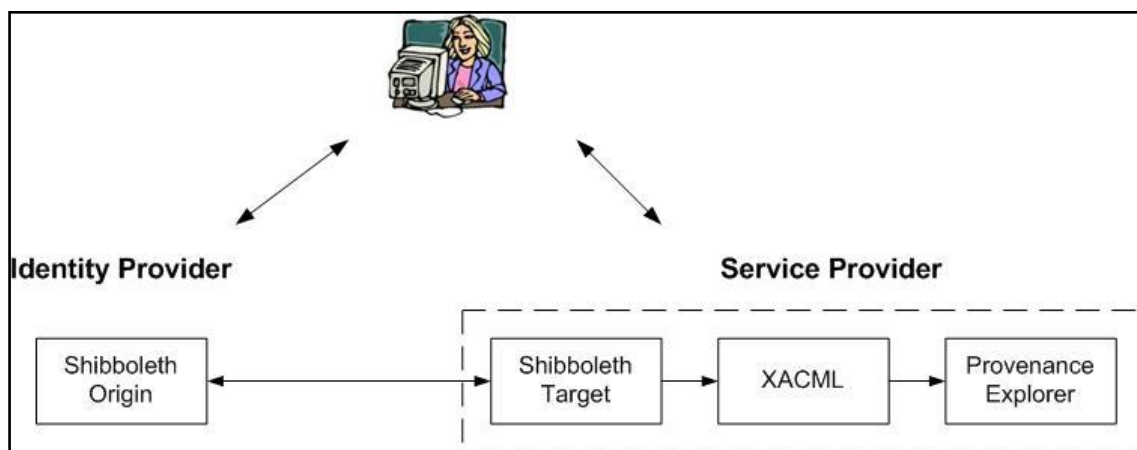 Identity Provider
Service Provider
Shibboleth
Origin
Shibboleth
Target
XACML
Provenance
Explorer